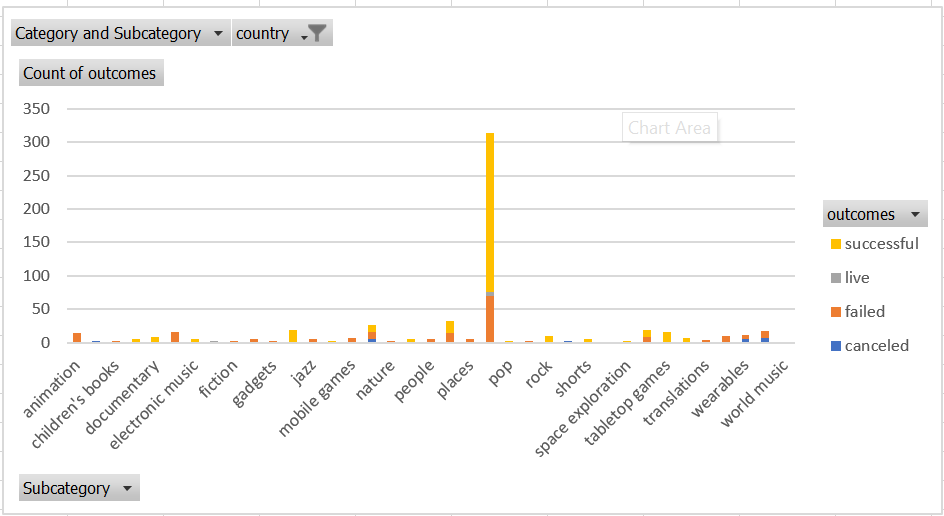 Category and Subcategory country
Count of outcomes
350
300
250
200
150
100
50
0
Chart Area
animation
children's books
documentary
electronic music
fiction
gadgets
jazz
mobile games
nature
people
places
pop
rock
shorts
space exploration
tabletop games
translations
wearables
world music
outcomes
successful
live
failed
canceled
Subcategory